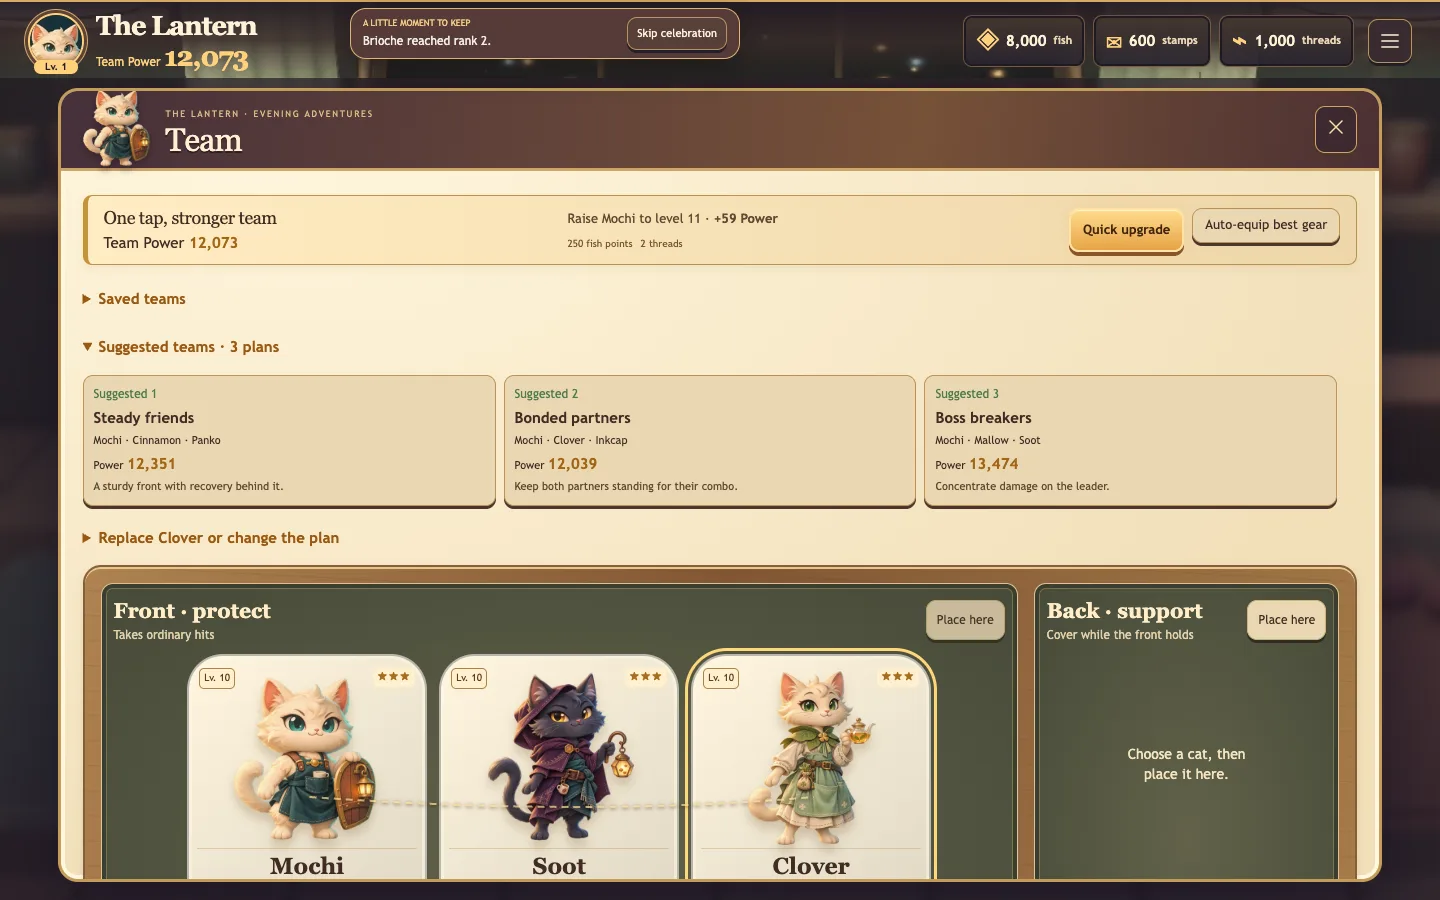 The Lantern
Team Power 12,073
Lv. 1
A LITTLE MOMENT TO KEEP
Brioche reached rank 2.
Skip celebration
8,000 fish
600 stamps
1,000 threads
THE LANTERN · EVENING ADVENTURES
Team
One tap, stronger team
Team Power 12,073
Raise Mochi to level 11 · +59 Power
250 fish points 2 threads
Quick upgrade
Auto-equip best gear
Saved teams
Suggested teams · 3 plans
Suggested 1
Steady friends
Mochi · Cinnamon · Panko
Power 12,351
A sturdy front with recovery behind it.
Suggested 2
Bonded partners
Mochi · Clover · Inkcap
Power 12,039
Keep both partners standing for their combo.
Suggested 3
Boss breakers
Mochi · Mallow · Soot
Power 13,474
Concentrate damage on the leader.
Replace Clover or change the plan
Front · protect
Takes ordinary hits
Place here
Lv. 10
Mochi
Lv. 10
Soot
Lv. 10
Clover
Back · support
Cover while the front holds
Place here
Choose a cat, then
place it here.